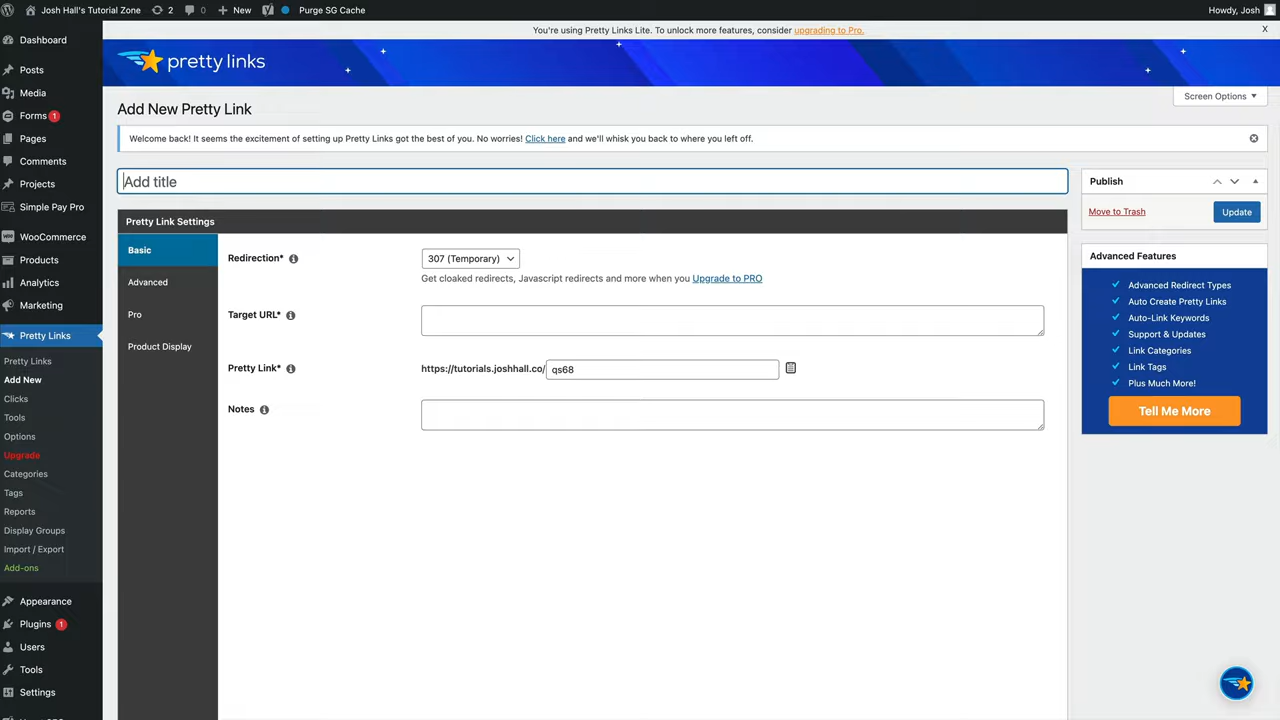 Josh Hall's Tutorial Zone 2 0 New Purge SG Cache Howdy, Josh
You're using Pretty Links Lite. To unlock more features, consider upgrading to Pro. X
pretty links
Dashboard
Posts
Media
Forms 1
Pages
Comments
Projects
Simple Pay Pro
WooCommerce
Products
Analytics
Marketing
Pretty Links
Pretty Links
Add New
Clicks
Tools
Options
Upgrade
Categories
Tags
Reports
Display Groups
Import / Export
Add-ons
Appearance
Plugins 1
Users
Tools
Settings
Screen Options
Add New Pretty Link
Welcome back! It seems the excitement of setting up Pretty Links got the best of you. No worries! Click here and we'll whisk you back to where you left off.
Add title
Pretty Link Settings
Basic
Advanced
Pro
Product Display
Redirection* 307 (Temporary)
Get cloaked redirects, Javascript redirects and more when you Upgrade to PRO
Target URL*
Pretty Link* https://tutorials.joshhall.co/ qs68
Notes
Publish
Move to Trash Update
Advanced Features
Advanced Redirect Types
Auto Create Pretty Links
Auto-Link Keywords
Support & Updates
Link Categories
Link Tags
Plus Much More!
Tell Me More